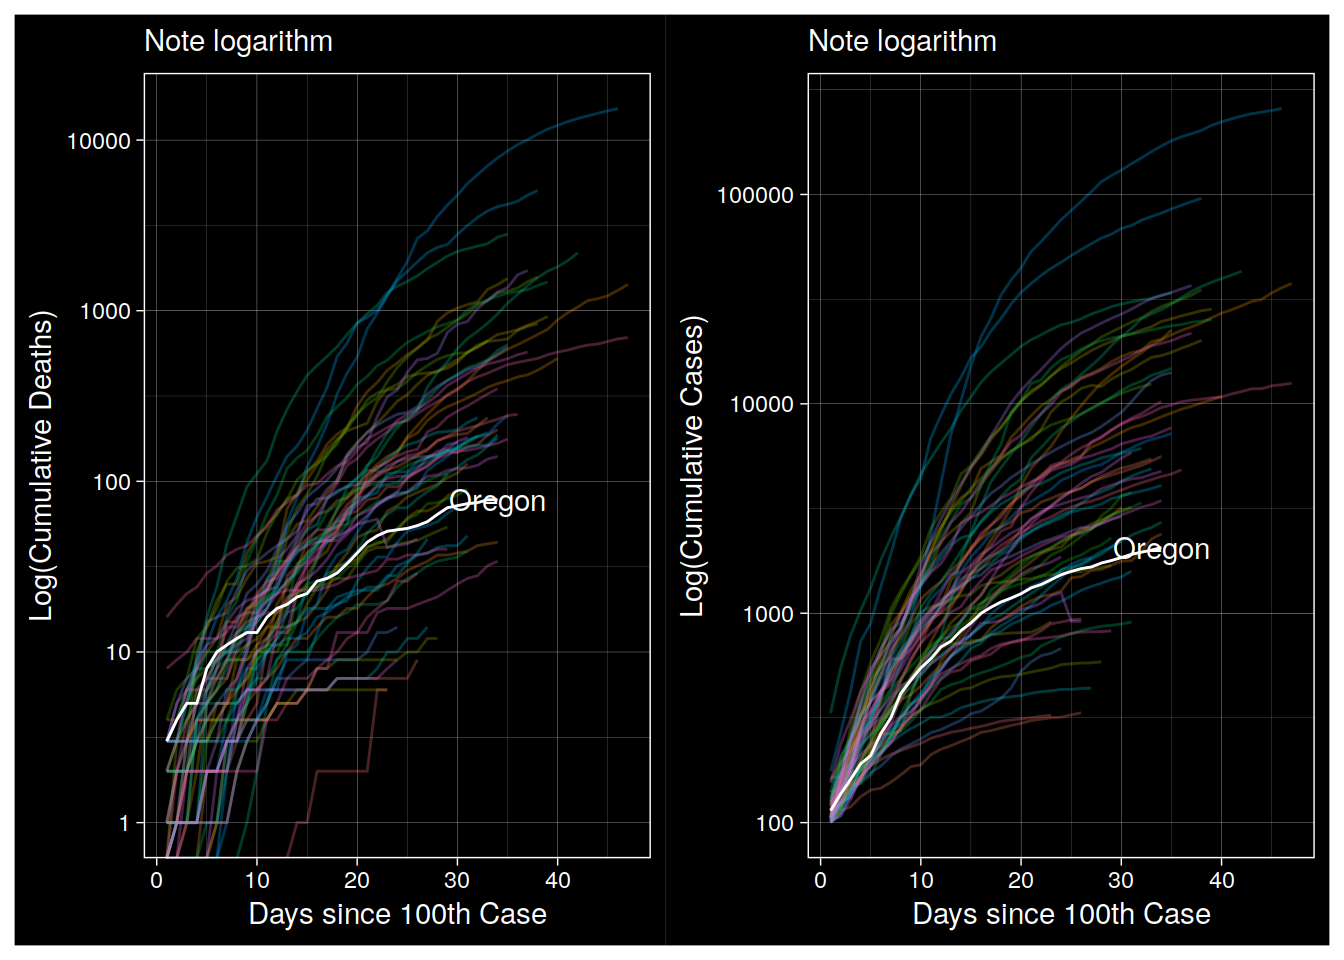 Note logarithm
Log(Cumulative Deaths)
10000
1000
100
10
1
Oregon
0 10 20 30 40
Days since 100th Case
Note logarithm
Log(Cumulative Cases)
100000
10000
1000
100
Oregon
0 10 20 30 40
Days since 100th Case